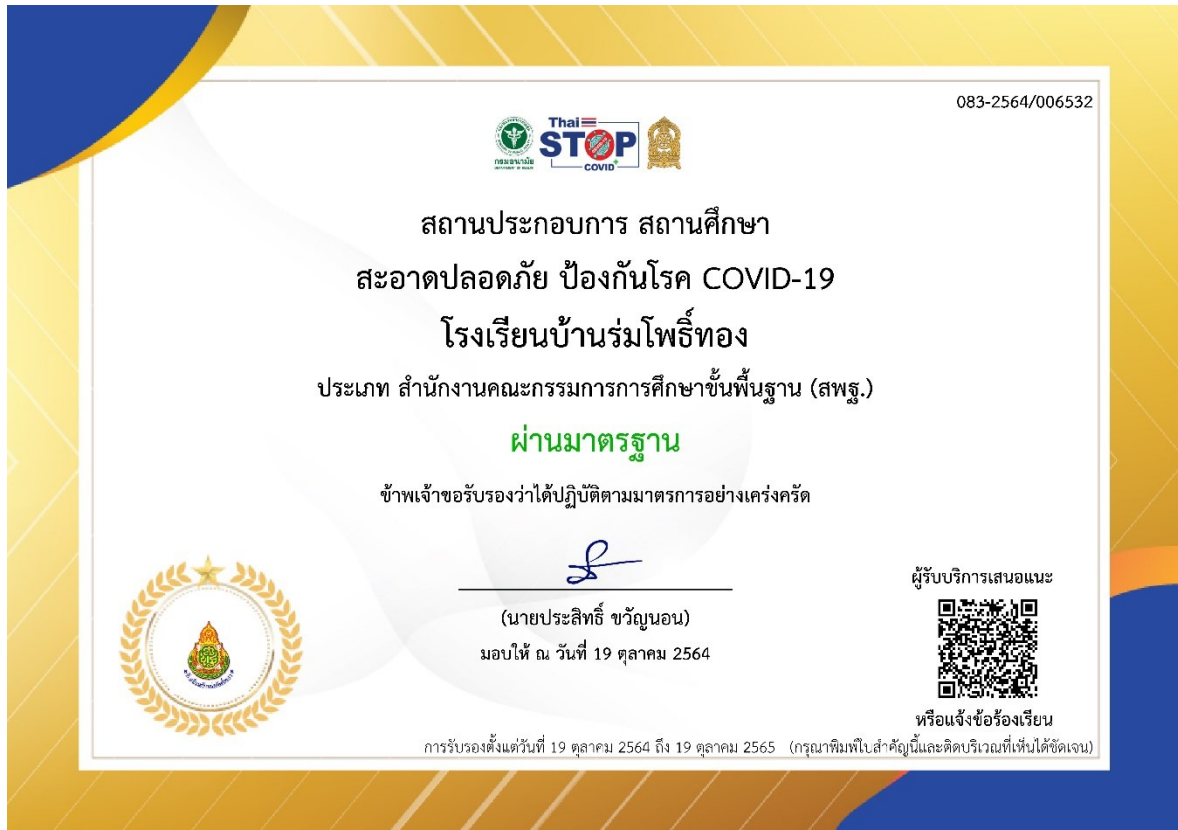 083-2564/006532
กรมอนามัย
DEPARTMENT OF HEALTH
Thai
STOP
COVID
สถานประกอบการ สถานศึกษา
สะอาดปลอดภัย ป้องกันโรค COVID-19
โรงเรียนบ้านร่มโพธิ์ทอง
ประเภท สำนักงานคณะกรรมการการศึกษาขั้นพื้นฐาน (สพฐ.)
ผ่านมาตรฐาน
ข้าพเจ้าขอรับรองว่าได้ปฏิบัติตามมาตรการอย่างเคร่งครัด
(นายประสิทธิ์ ขวัญนอน)
มอบให้ ณ วันที่ 19 ตุลาคม 2564
ผู้รับบริการเสนอแนะ
หรือแจ้งข้อร้องเรียน
การรับรองตั้งแต่วันที่ 19 ตุลาคม 2564 ถึง 19 ตุลาคม 2565 (กรุณาพิมพ์ใบสำคัญนี้และติดบริเวณที่เห็นได้ชัดเจน)